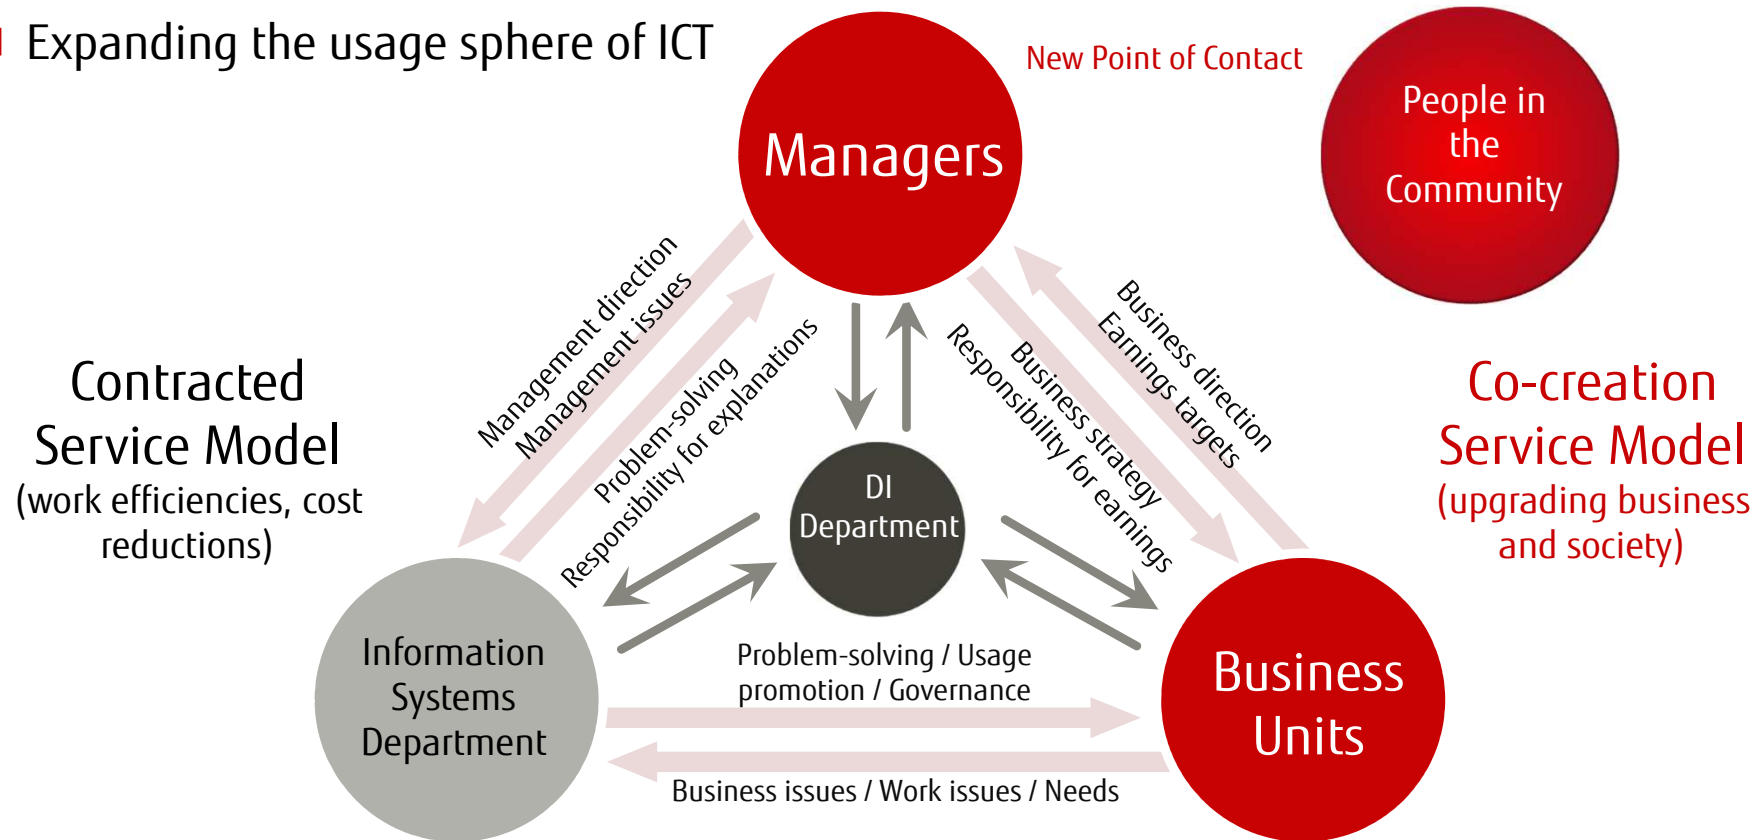 Expanding the usage sphere of ICT
New Point of Contact
Managers
People in
the
Community
Management direction
Management issues
Problem-solving
Responsibility for explanations
Business direction
Earnings targets
Business strategy
Responsibility for earnings
Contracted
Service Model
(work efficiencies, cost
reductions)
DI
Department
Co-creation
Service Model
(upgrading business
and society)
Information
Systems
Department
Problem-solving / Usage
promotion / Governance
Business
Units
Business issues / Work issues / Needs